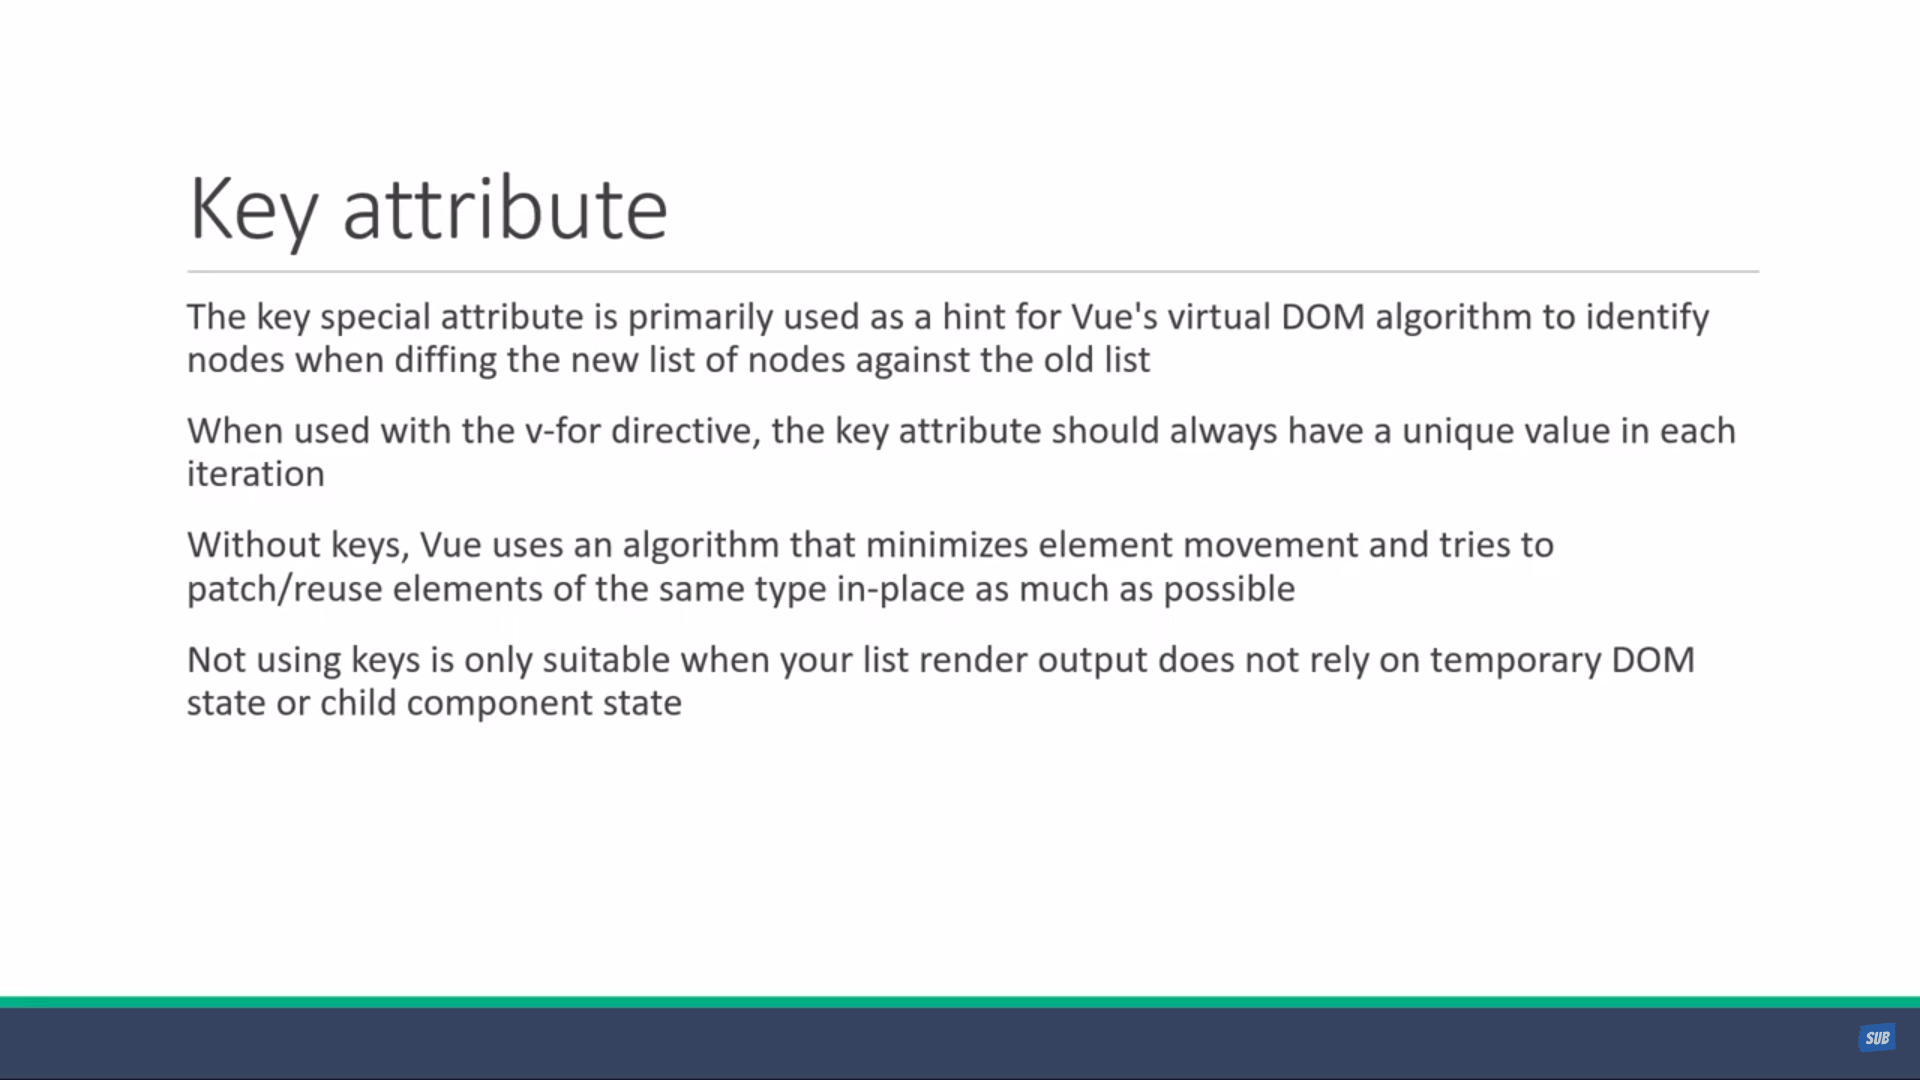 Key attribute
The key special attribute is primarily used as a hint for Vue's virtual DOM algorithm to identify
nodes when diffing the new list of nodes against the old list
When used with the v-for directive, the key attribute should always have a unique value in each
iteration
Without keys, Vue uses an algorithm that minimizes element movement and tries to
patch/reuse elements of the same type in-place as much as possible
Not using keys is only suitable when your list render output does not rely on temporary DOM
state or child component state
SUB